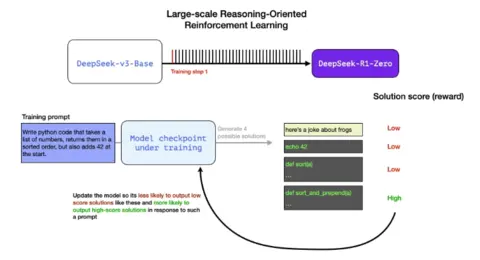 Large-scale Reasoning-Oriented
Reinforcement Learning
DeepSeek-v3-Base
DeepSeek-R1-Zero
Training step 1
Solution score (reward)
Training prompt
Write python code that takes a
list of numbers, returns them in a
sorted order, but also adds 42 at
the start.
Model checkpoint
under training
Generate 4
possible solutions
here's a joke about frogs
Low
echo 42
Low
def sort(a)
...
Low
def sort_and_prepend(a)
...
High
Update the model so its less likely to output low
score solutions like these and more likely to
output high-score solutions in response to such
a prompt